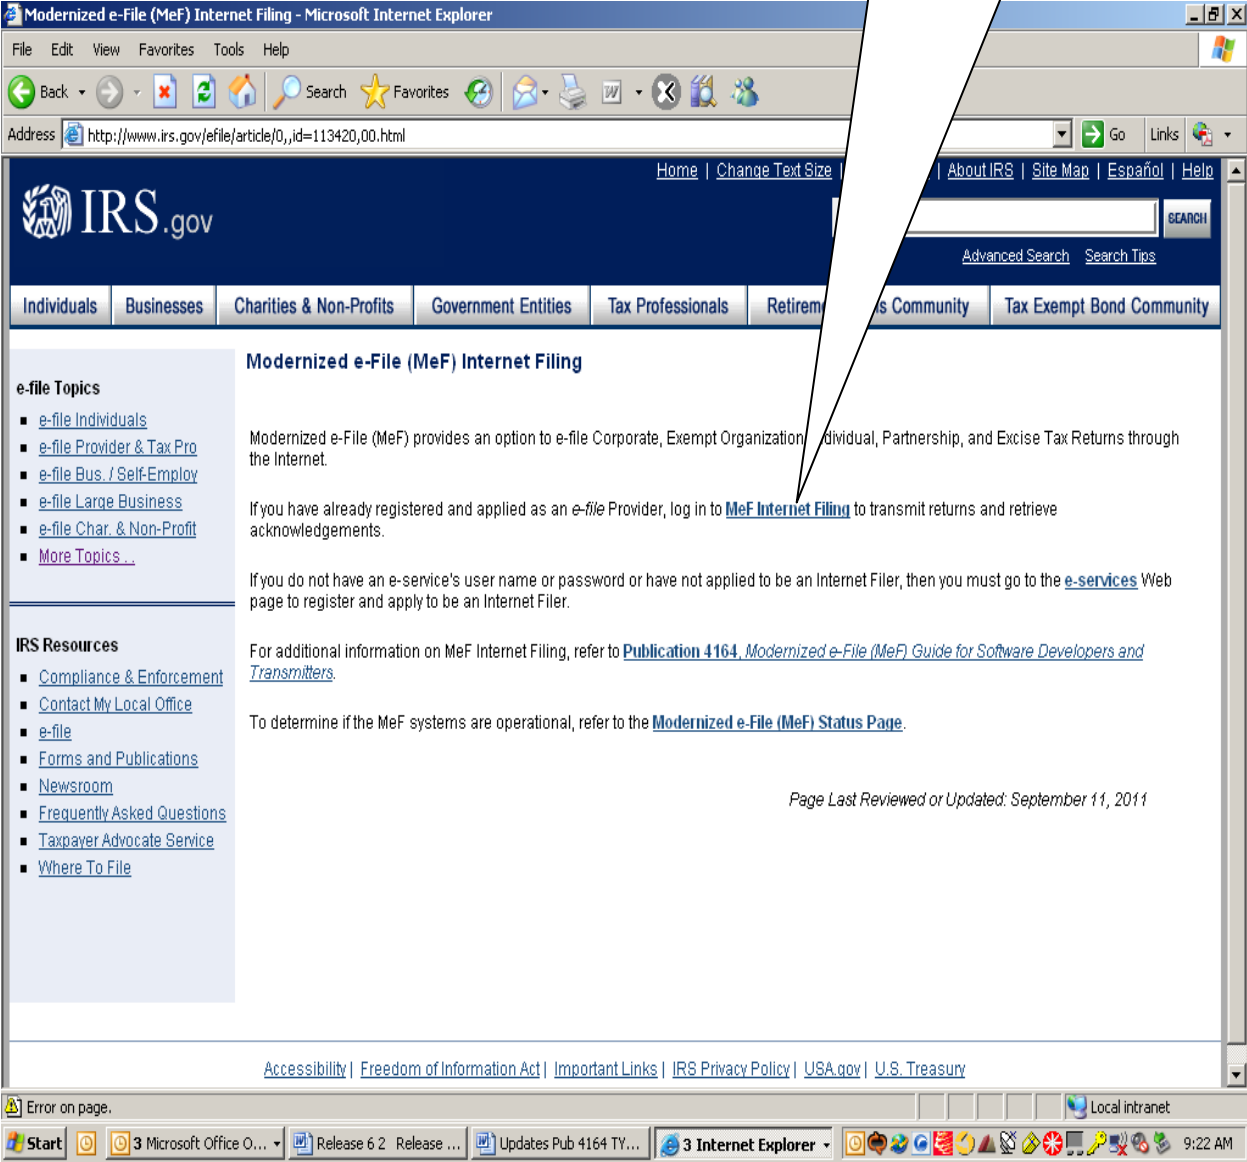 Modernized e-File (MeF) Internet Filing - Microsoft Internet Explorer
File Edit View Favorites Tools Help
Back Search Favorites
Address http://www.irs.gov/efile/article/0,,id=113420,00.html Go Links
Home | Change Text Size | | About IRS | Site Map | Español | Help
IRS.gov
SEARCH
Advanced Search Search Tips
Individuals Businesses Charities & Non-Profits Government Entities Tax Professionals Community Tax Exempt Bond Community
Modernized e-File (MeF) Internet Filing
e-file Topics
e-file Individuals
e-file Provider & Tax Pro
e-file Bus. / Self-Employ
e-file Large Business
e-file Char. & Non-Profit
More Topics . .
Modernized e-File (MeF) provides an option to e-file Corporate, Exempt Organization, Individual, Partnership, and Excise Tax Returns through
the Internet.
If you have already registered and applied as an e-file Provider, log in to MeF Internet Filing to transmit returns and retrieve
acknowledgements.
If you do not have an e-service's user name or password or have not applied to be an Internet Filer, then you must go to the e-services Web
page to register and apply to be an Internet Filer.
For additional information on MeF Internet Filing, refer to Publication 4164, Modernized e-File (MeF) Guide for Software Developers and
Transmitters.
To determine if the MeF systems are operational, refer to the Modernized e-File (MeF) Status Page.
Page Last Reviewed or Updated: September 11, 2011
IRS Resources
Compliance & Enforcement
Contact My Local Office
e-file
Forms and Publications
Newsroom
Frequently Asked Questions
Taxpayer Advocate Service
Where To File
Accessibility | Freedom of Information Act | Important Links | IRS Privacy Policy | USA.gov | U.S. Treasury
Error on page. Local intranet
Start 3 Microsoft Office O... Release 6 2 Release ... Updates Pub 4164 TY... 3 Internet Explorer 9:22 AM